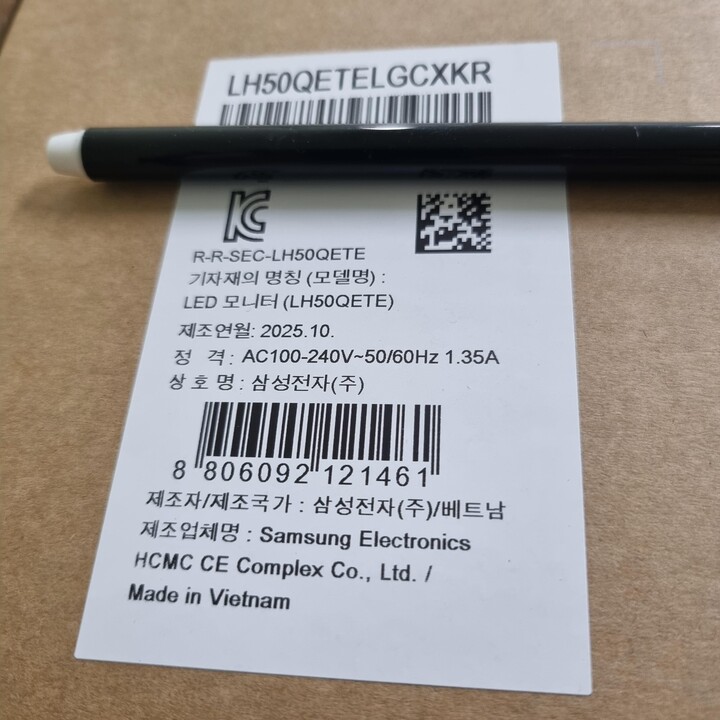 LH50QETELGCXKR
R-R-SEC-LH50QETE
기자재의 명칭 (모델명) :
LED 모니터 (LH50QETE)
제조연월: 2025.10.
정 격 : AC100-240V~50/60Hz 1.35A
상 호 명 : 삼성전자(주)
8 806092 121461
제조자/제조국가 : 삼성전자(주)/베트남
제조업체명 : Samsung Electronics
HCMC CE Complex Co., Ltd. /
Made in Vietnam